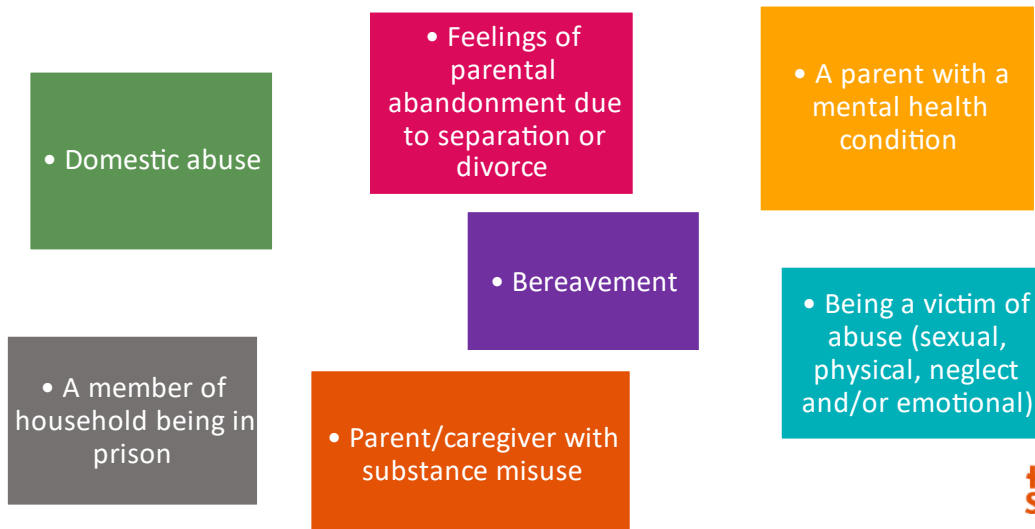 • Feelings of
parental
abandonment due
to separation or
divorce
• A parent with a
mental health
condition
• Domestic abuse
• Bereavement
• Being a victim of
abuse (sexual,
physical, neglect
and/or emotional)
• A member of
household being in
prison
• Parent/caregiver with
substance misuse